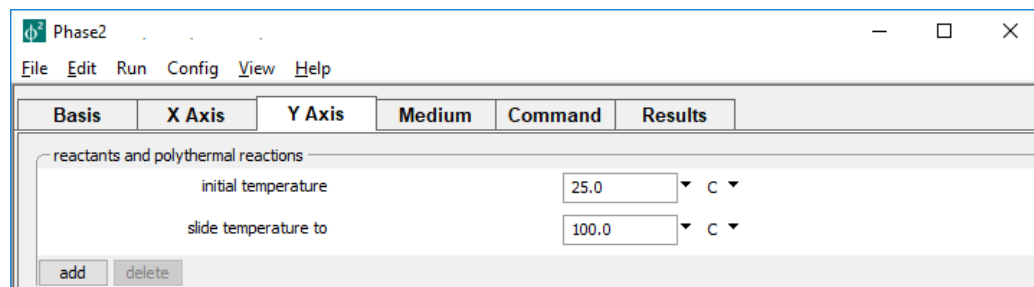 φ² Phase2
File Edit Run Config View Help
Basis X Axis Y Axis Medium Command Results
reactants and polythermal reactions
initial temperature 25.0 C
slide temperature to 100.0 C
add delete